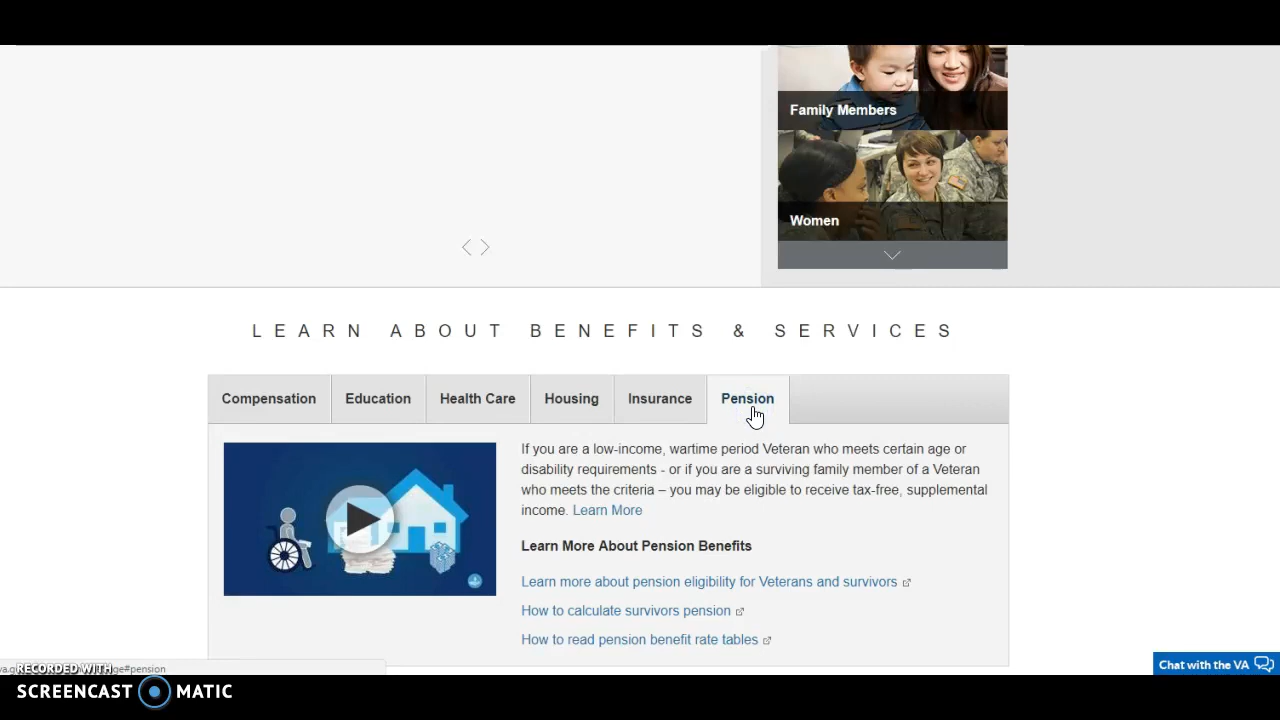 Family Members
Women
LEARN ABOUT BENEFITS & SERVICES
Compensation
Education
Health Care
Housing
Insurance
Pension
If you are a low-income, wartime period Veteran who meets certain age or
disability requirements - or if you are a surviving family member of a Veteran
who meets the criteria – you may be eligible to receive tax-free, supplemental
income. Learn More
Learn More About Pension Benefits
Learn more about pension eligibility for Veterans and survivors
How to calculate survivors pension
How to read pension benefit rate tables
Chat with the VA
ge#pension
RECORDED WITH
SCREENCAST MATIC